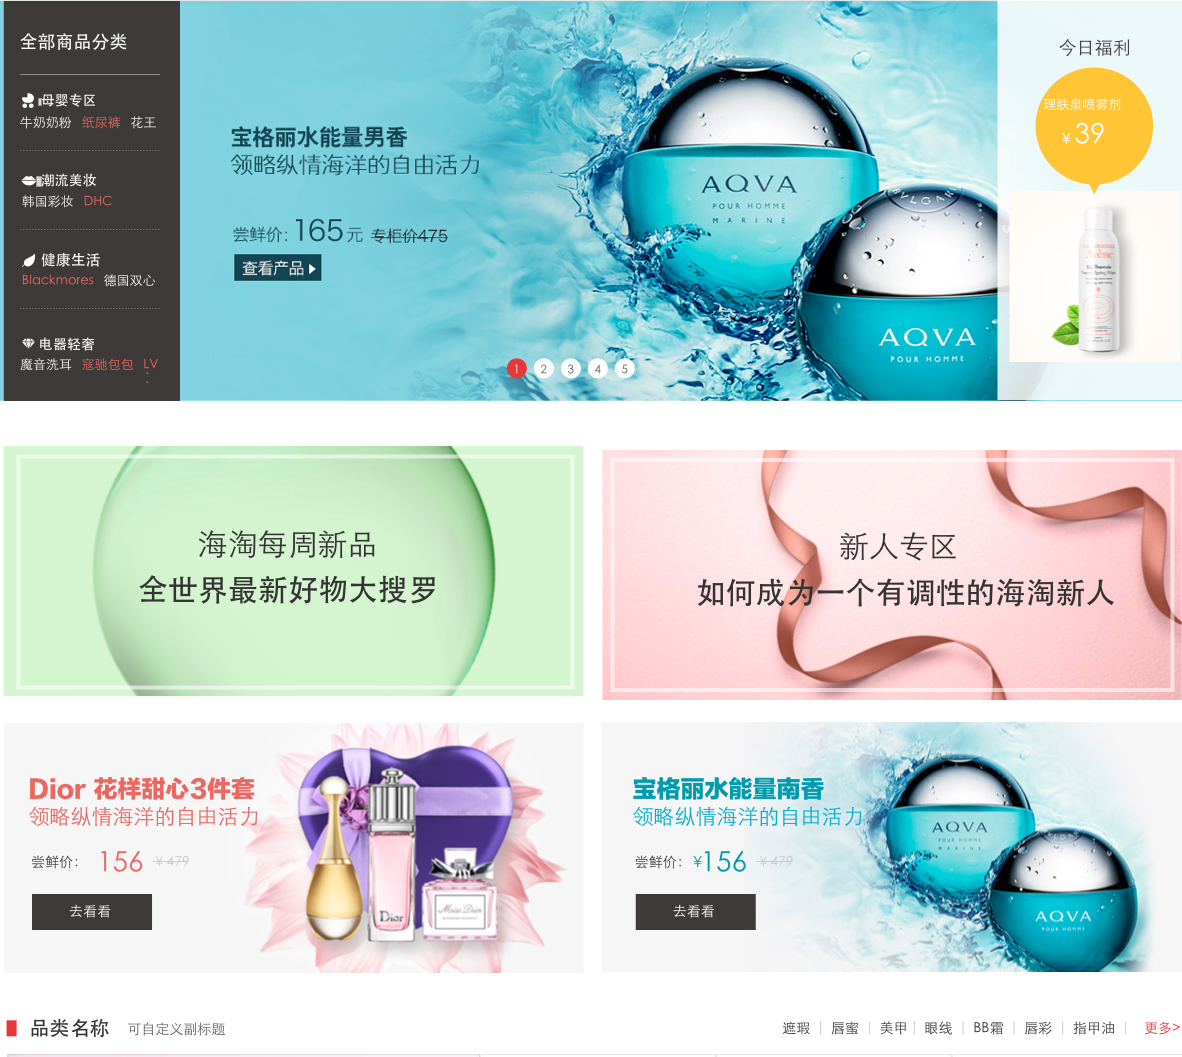 全部商品分类
母婴专区
牛奶奶粉 纸尿裤 花王
潮流美妆
韩国彩妆 DHC
健康生活
Blackmores 德国双心
电器轻奢
魔音洗耳 寇驰包包 LV
宝格丽水能量男香
领略纵情海洋的自由活力
尝鲜价: 165元 专柜价475
查看产品
AQVA
POUR HOMME
MARINE
BVLGARI
AQVA
POUR HOMME
1 2 3 4 5
今日福利
理肤泉喷雾剂
¥39
Avène
海淘每周新品
全世界最新好物大搜罗
新人专区
如何成为一个有调性的海淘新人
Dior 花样甜心3件套
领略纵情海洋的自由活力
尝鲜价: 156 ¥479
去看看
Dior
Miss Dior
宝格丽水能量南香
领略纵情海洋的自由活力
尝鲜价: ¥156 ¥479
去看看
AQVA
POUR HOMME
MARINE
AQVA
POUR HOMME
品类名称 可自定义副标题
遮瑕 | 唇蜜 | 美甲 | 眼线 | BB霜 | 唇彩 | 指甲油 | 更多>